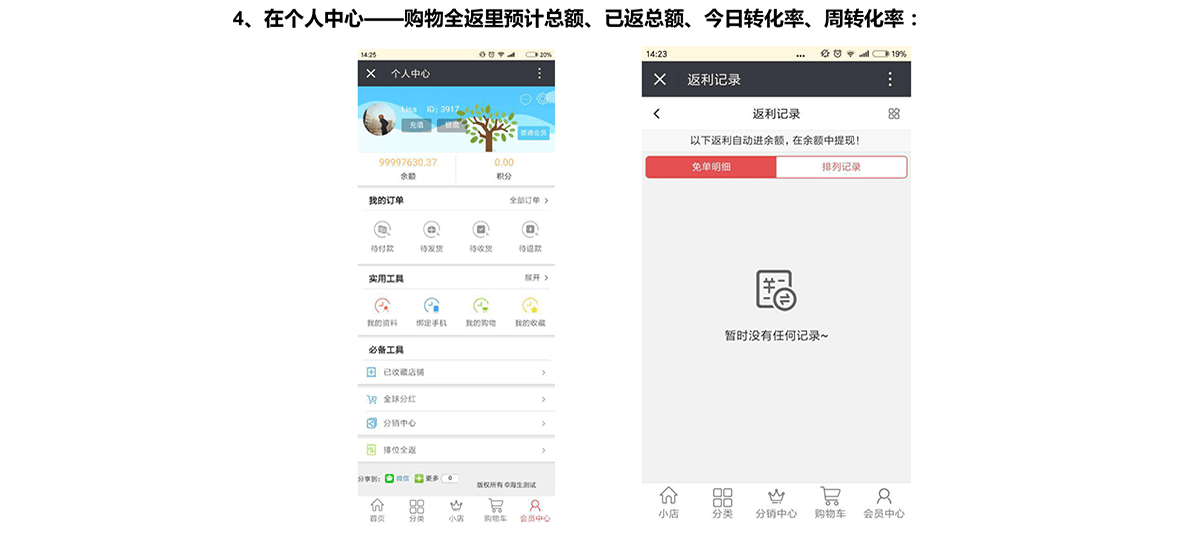 4、在个人中心——购物全返里预计总额、已返总额、今日转化率、周转化率：
14:25
20%
个人中心
Lisa ID: 3917
充值
普通会员
99997630.37 0.00
余额 积分
我的订单 全部订单
待付款 待发货 待收货 待退款
实用工具 展开
我的资料 绑定手机 我的购物 我的收藏
必备工具
已收藏店铺
全球分红
分销中心
排位全返
分享到： 微信 更多 0
版权所有 ©海生测试
首页 分类 小店 购物车 会员中心
14:23 ... 19%
返利记录
返利记录
以下返利自动进余额，在余额中提现！
免单明细 排列记录
暂时没有任何记录~
小店 分类 分销中心 购物车 会员中心